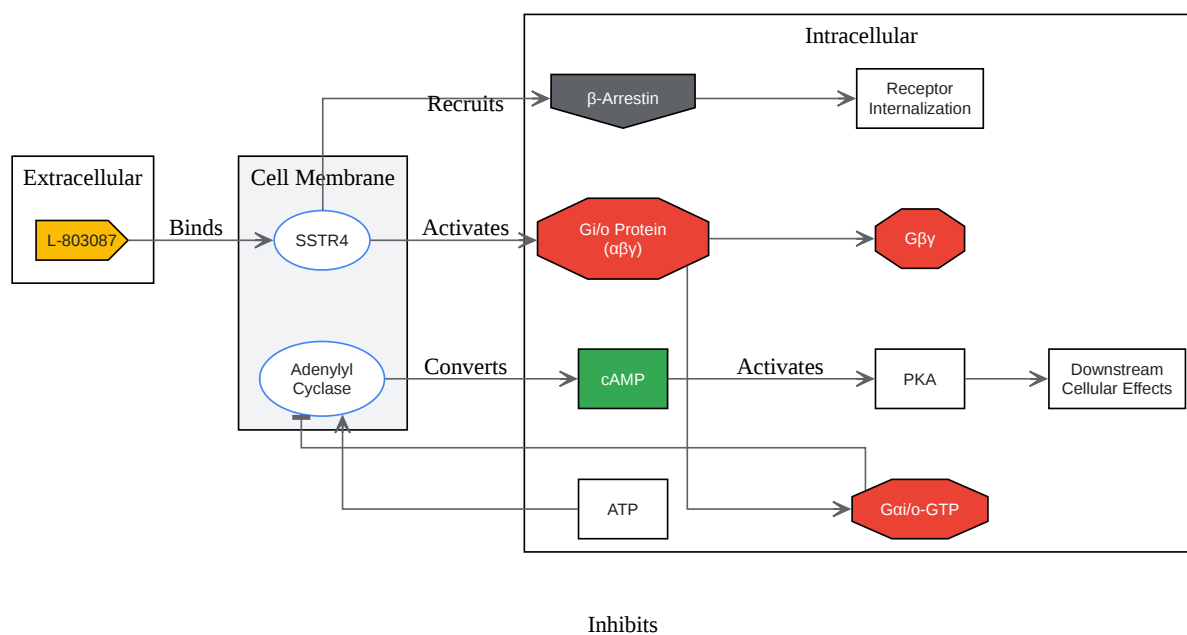 Intracellular
Recruits
β-Arrestin
Receptor
Internalization
Extracellular
Cell Membrane
L-803087
Binds
SSTR4
Activates
Gi/o Protein
(αβγ)
Gβγ
Adenylyl
Cyclase
Converts
cAMP
Activates
PKA
Downstream
Cellular Effects
ATP
Gαi/o-GTP
Inhibits